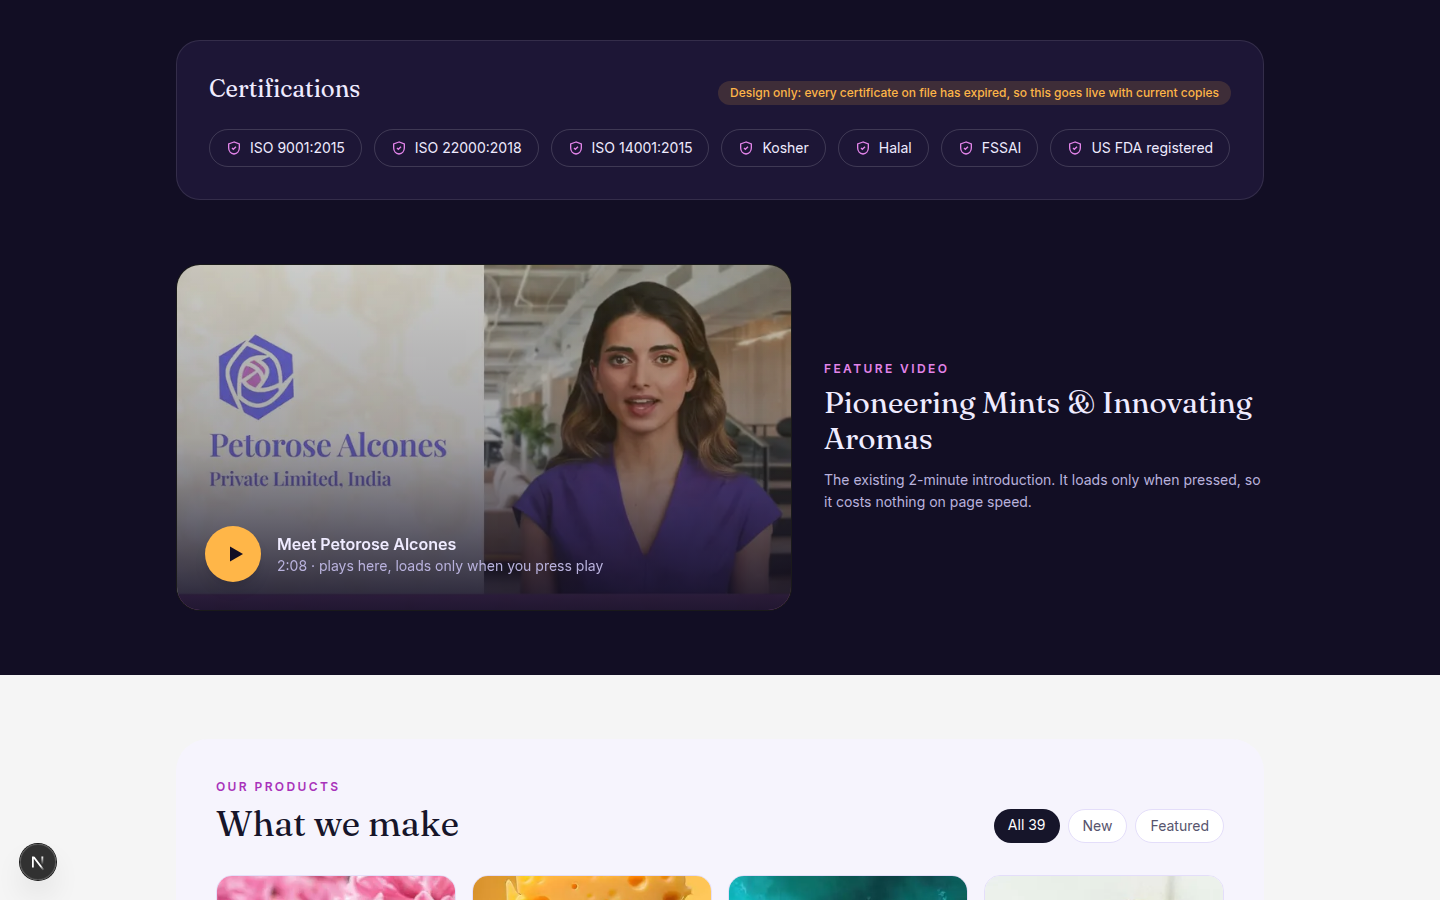 Certifications
Design only: every certificate on file has expired, so this goes live with current copies
ISO 9001:2015
ISO 22000:2018
ISO 14001:2015
Kosher
Halal
FSSAI
US FDA registered
Petorose Alcones
Private Limited, India
Meet Petorose Alcones
2:08 · plays here, loads only when you press play
FEATURE VIDEO
Pioneering Mints & Innovating
Aromas
The existing 2-minute introduction. It loads only when pressed, so
it costs nothing on page speed.
OUR PRODUCTS
What we make
All 39
New
Featured
N